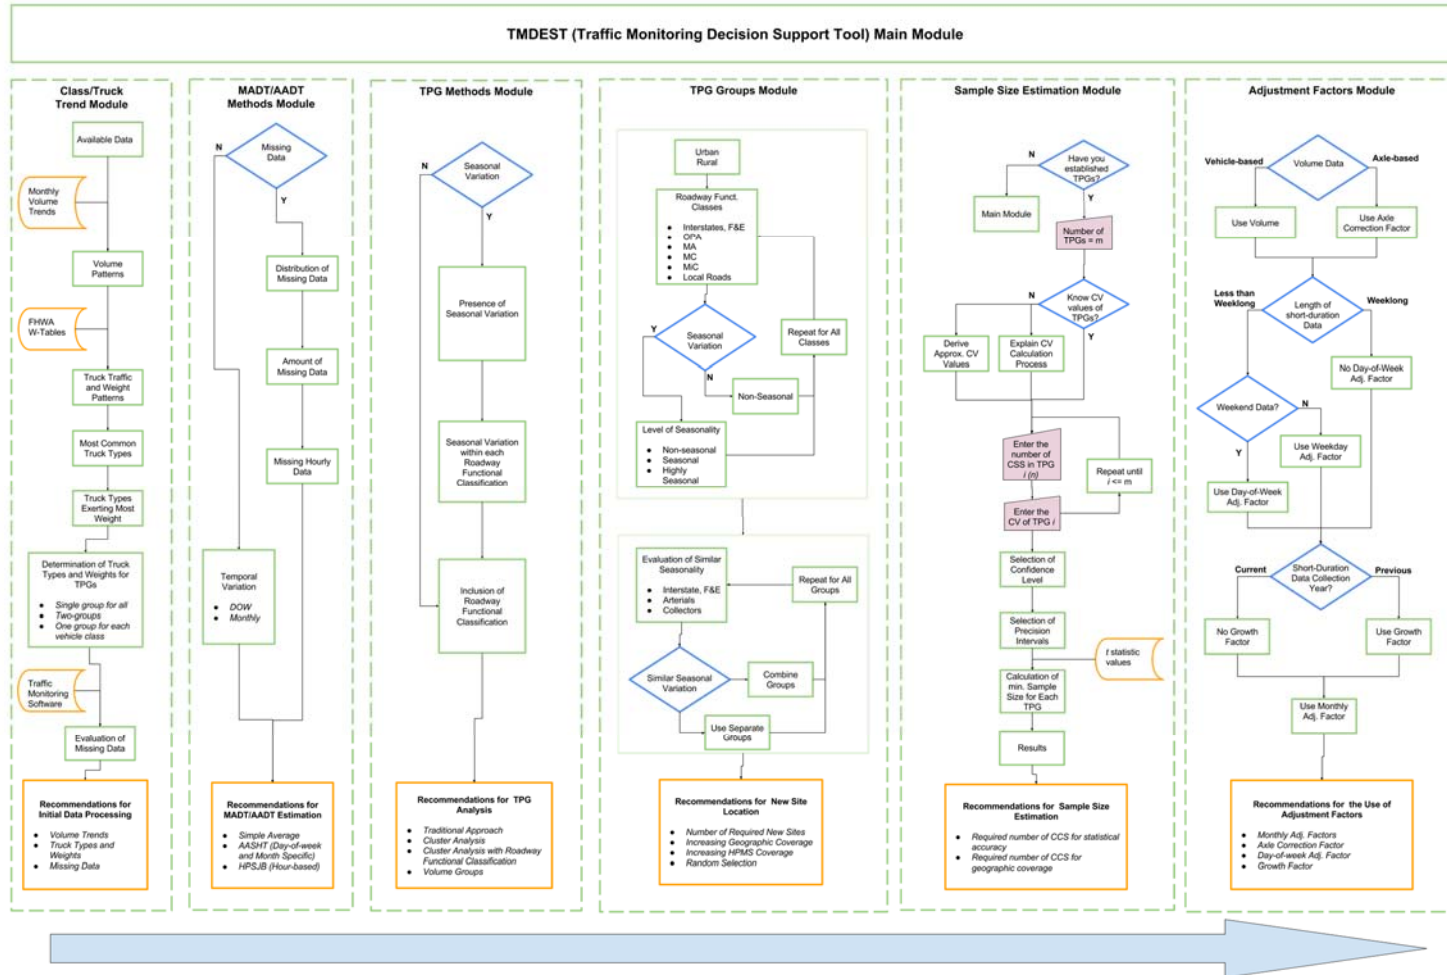 TMDEST (Traffic Monitoring Decision Support Tool) Main Module
Class/Truck
Trend Module
Available Data
Monthly
Volume
Trends
Volume
Patterns
FHWA
W-Tables
Truck Traffic
and Weight
Patterns
Most Common
Truck Types
Truck Types
Exerting Most
Weight
Determination of Truck
Types and Weights for
TPGs
● Single group for all
● Two-groups
● One group for each
vehicle class
Traffic
Monitoring
Software
Evaluation of
Missing Data
Recommendations for
Initial Data Processing
● Volume Trends
● Truck Types and
Weights
● Missing Data
MADT/AADT
Methods Module
N
Missing
Data
Y
Distribution of
Missing Data
Amount of
Missing Data
Missing Hourly
Data
Temporal
Variation
● DOW
● Monthly
Recommendations for
MADT/AADT Estimation
● Simple Average
● AASHT (Day-of-week
and Month Specific)
● HPSJB (Hour-based)
TPG Methods Module
N
Seasonal
Variation
Y
Presence of
Seasonal Variation
Seasonal Variation
within each
Roadway
Functional
Classification
Inclusion of
Roadway
Functional
Classification
Recommendations for TPG
Analysis
● Traditional Approach
● Cluster Analysis
● Cluster Analysis with Roadway
Functional Classification
● Volume Groups
TPG Groups Module
Urban
Rural
Roadway Funct.
Classes
● Interstates, F&E
● MA
● MC
● MiC
● Local Roads
Y
Seasonal
Variation
Repeat for All
Classes
N
Non-Seasonal
Level of Seasonality
● Non-seasonal
● Seasonal
● Highly
Seasonal
Evaluation of Similar
Seasonality
● Interstate, F&E
● Arterials
● Collectors
Repeat for All
Groups
Similar Seasonal
Variation
Combine
Groups
Use Separate
Groups
Recommendations for New Site
Location
● Number of Required New Sites
● Increasing Geographic Coverage
● Increasing HPMS Coverage
● Random Selection
Sample Size Estimation Module
N
Have you
established
TPGs?
Main Module
Y
Number of
TPGs = m
N
Know CV
values of
TPGs?
Derive
Approx. CV
Values
Explain CV
Calculation
Process
Y
Enter the
number of
CSS in TPG
i (n)
Repeat until
i <= m
Enter the
CV of TPG i
Selection of
Confidence
Level
Selection of
Precision
Intervals
t statistic
values
Calculation of
min. Sample
Size for Each
TPG
Results
Recommendations for Sample Size
Estimation
● Required number of CCS for statistical
accuracy
● Required number of CCS for
geographic coverage
Adjustment Factors Module
Vehicle-based
Volume Data
Axle-based
Use Volume
Use Axle
Correction Factor
Less than
Weeklong
Length of
short-duration
Data
Weeklong
No Day-of-Week
Adj. Factor
Weekend Data?
N
Use Weekday
Adj. Factor
Y
Use Day-of-Week
Adj. Factor
Current
Short-Duration
Data Collection
Year?
Previous
No Growth
Factor
Use Growth
Factor
Use Monthly
Adj. Factor
Recommendations for the Use of
Adjustment Factors
● Monthly Adj. Factors
● Axle Correction Factor
● Day-of-week Adj. Factor
● Growth Factor